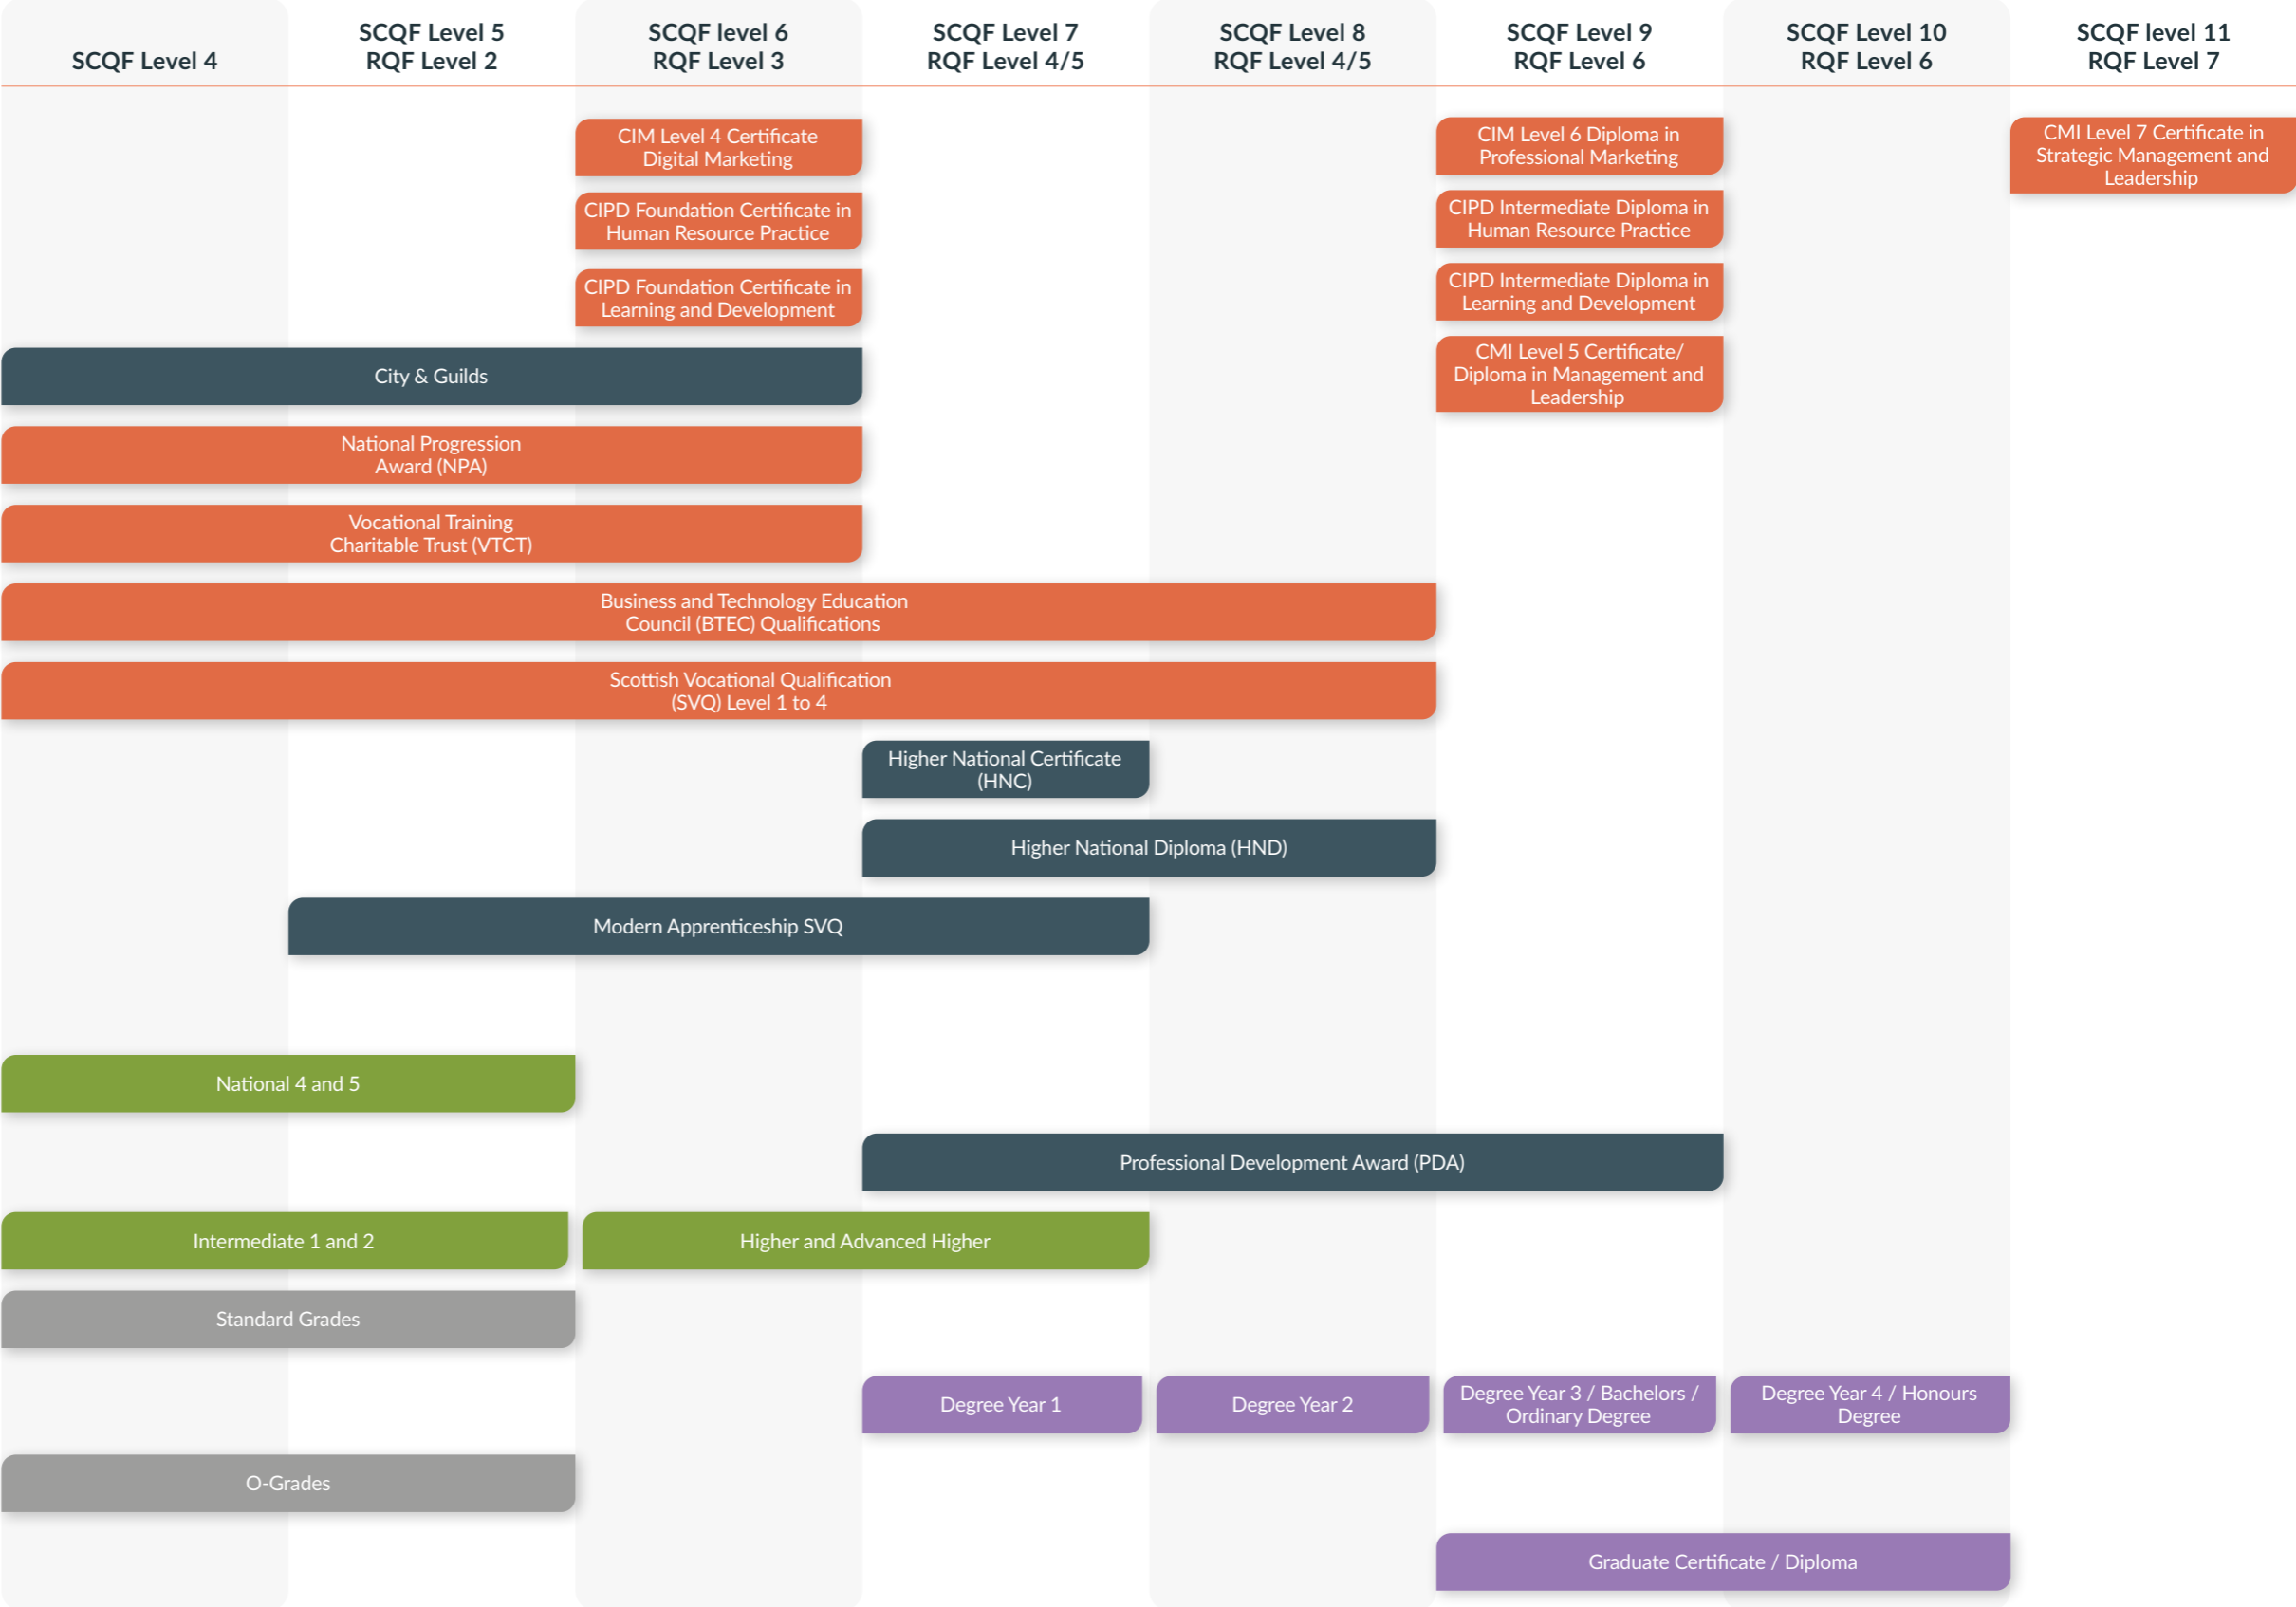 SCQF Level 4
SCQF Level 5
RQF Level 2
SCQF level 6
RQF Level 3
SCQF Level 7
RQF Level 4/5
SCQF Level 8
RQF Level 4/5
SCQF Level 9
RQF Level 6
SCQF Level 10
RQF Level 6
SCQF level 11
RQF Level 7
CIM Level 4 Certificate
Digital Marketing
CIM Level 6 Diploma in
Professional Marketing
CMI Level 7 Certificate in
Strategic Management and
Leadership
CIPD Foundation Certificate in
Human Resource Practice
CIPD Intermediate Diploma in
Human Resource Practice
CIPD Foundation Certificate in
Learning and Development
CIPD Intermediate Diploma in
Learning and Development
City & Guilds
CMI Level 5 Certificate/
Diploma in Management and
Leadership
National Progression
Award (NPA)
Vocational Training
Charitable Trust (VTCT)
Business and Technology Education
Council (BTEC) Qualifications
Scottish Vocational Qualification
(SVQ) Level 1 to 4
Higher National Certificate
(HNC)
Higher National Diploma (HND)
Modern Apprenticeship SVQ
National 4 and 5
Professional Development Award (PDA)
Intermediate 1 and 2
Higher and Advanced Higher
Standard Grades
Degree Year 1
Degree Year 2
Degree Year 3 / Bachelors /
Ordinary Degree
Degree Year 4 / Honours
Degree
O-Grades
Graduate Certificate / Diploma